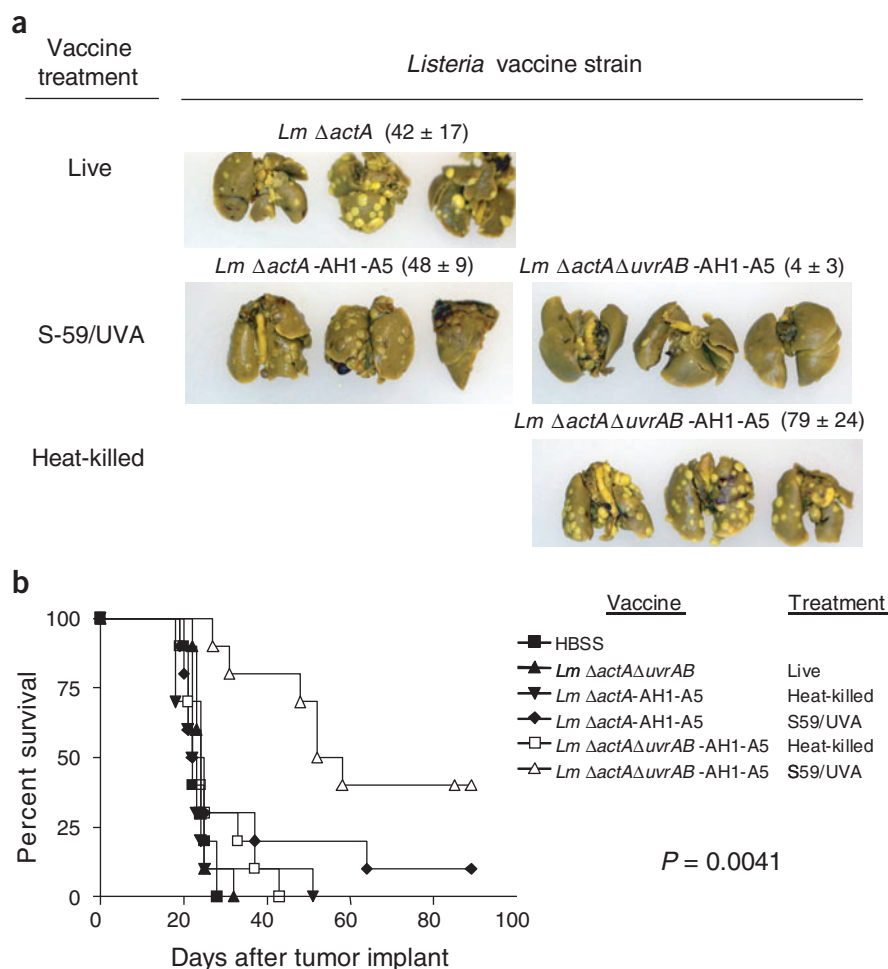 a
Vaccine treatment
Listeria vaccine strain
Live
Lm ΔactA (42 ± 17)
S-59/UVA
Lm ΔactA-AH1-A5 (48 ± 9)
Lm ΔactAΔuvrAB-AH1-A5 (4 ± 3)
Heat-killed
Lm ΔactAΔuvrAB-AH1-A5 (79 ± 24)
b
Percent survival
100
75
50
25
0
0 20 40 60 80 100
Days after tumor implant
Vaccine Treatment
HBSS
Lm ΔactAΔuvrAB Live
Lm ΔactA-AH1-A5 Heat-killed
Lm ΔactA-AH1-A5 S59/UVA
Lm ΔactAΔuvrAB-AH1-A5 Heat-killed
Lm ΔactAΔuvrAB-AH1-A5 S59/UVA
P = 0.0041